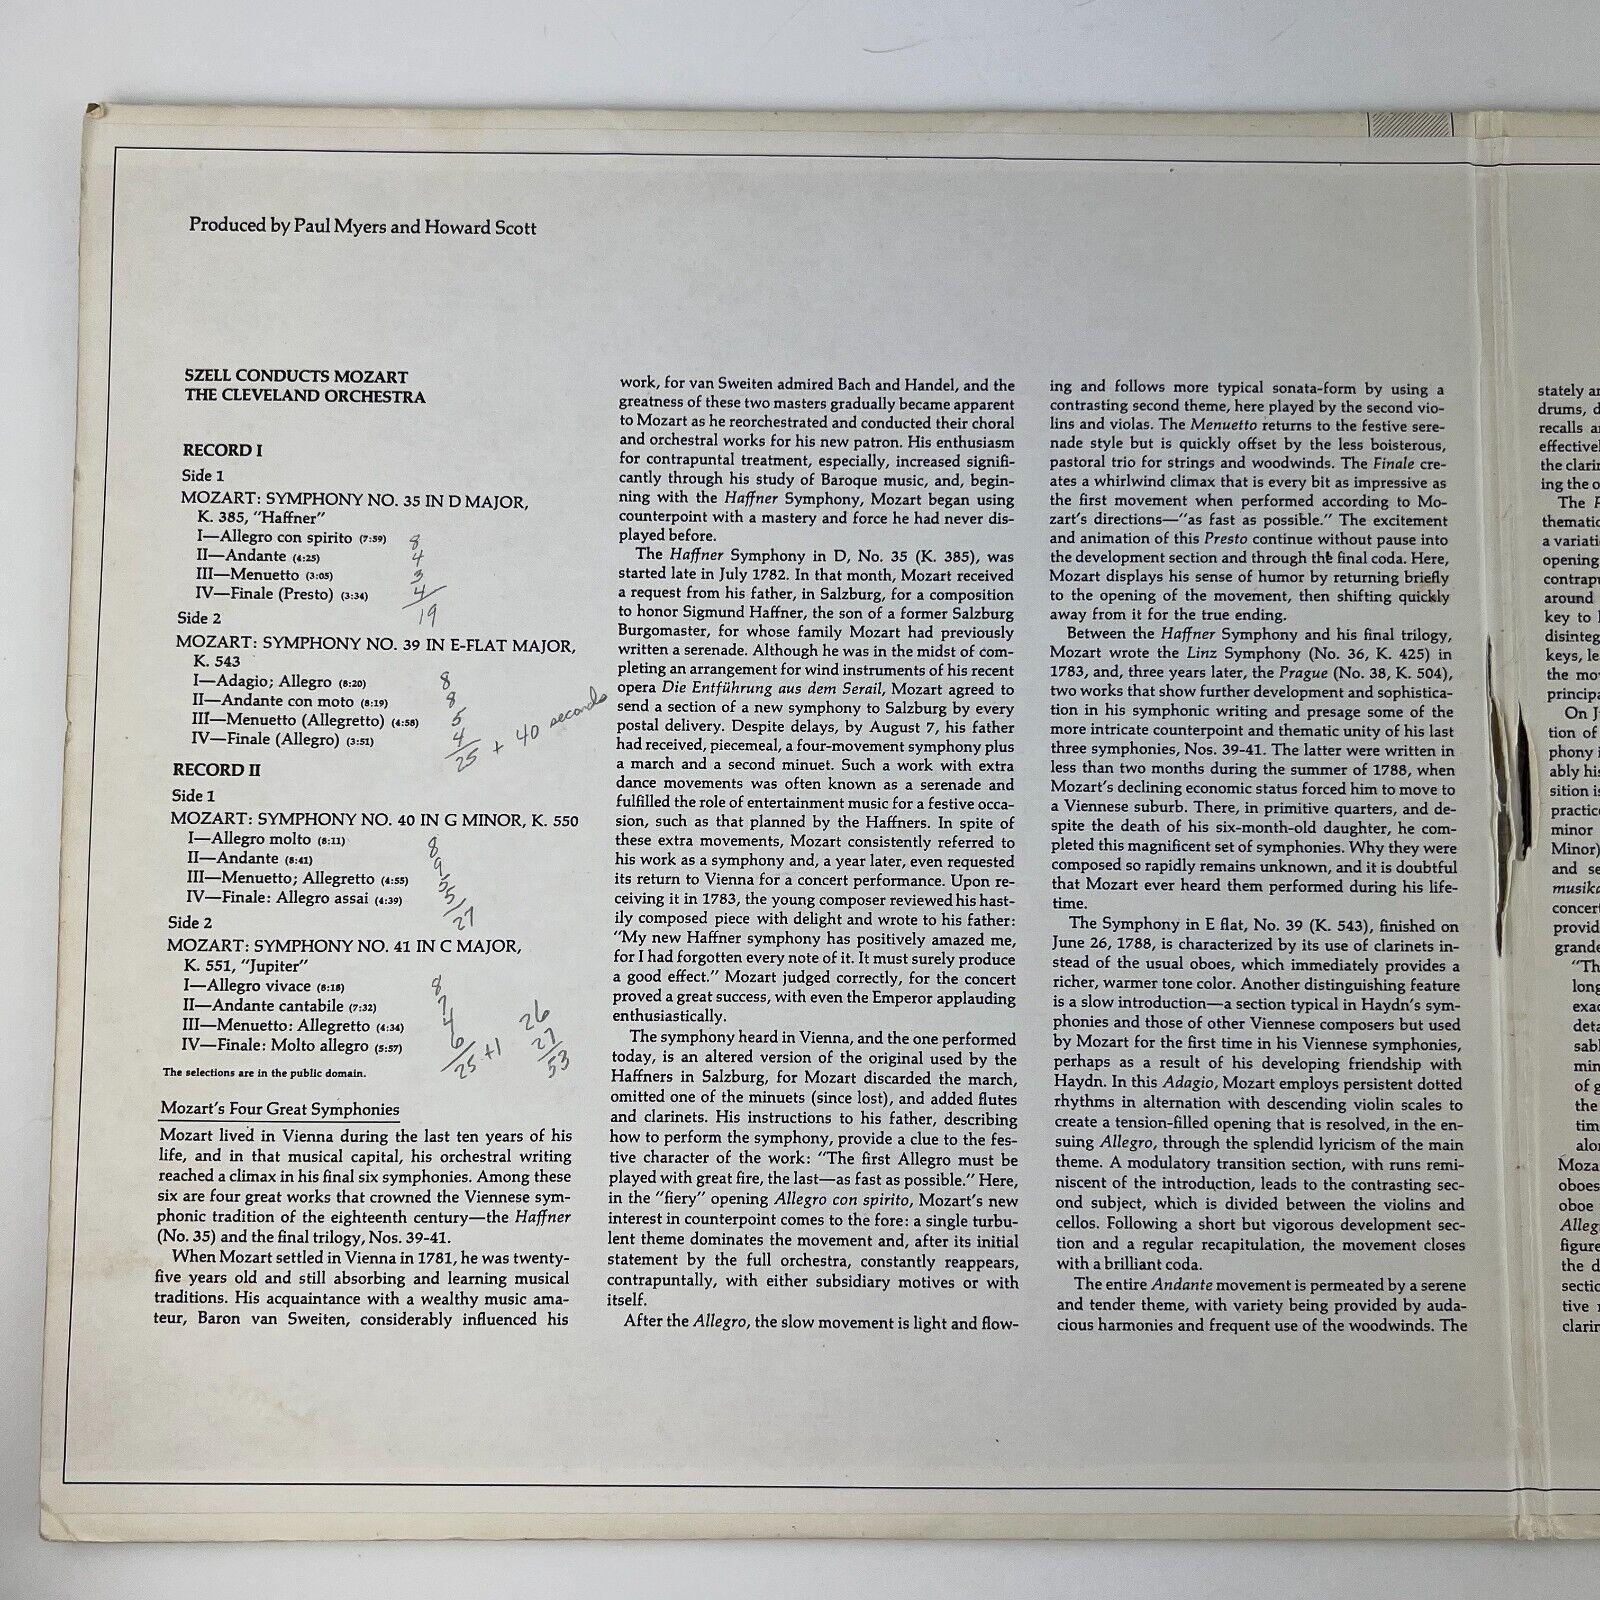 Produced by Paul Myers and Howard Scott
SZELL CONDUCTS MOZART
THE CLEVELAND ORCHESTRA
RECORD I
Side 1
MOZART: SYMPHONY NO. 35 IN D MAJOR,
K. 385, "Haffner"
I—Allegro con spirito (7:59) 8
II—Andante (4:25) 4
III—Menuetto (3:05) 3
IV—Finale (Presto) (3:34) 4
19
Side 2
MOZART: SYMPHONY NO. 39 IN E-FLAT MAJOR,
K. 543
I—Adagio; Allegro (8:20) 8
II—Andante con moto (8:19) 8
III—Menuetto (Allegretto) (4:58) 5
IV—Finale (Allegro) (3:51) 4
25 + 40 seconds
RECORD II
Side 1
MOZART: SYMPHONY NO. 40 IN G MINOR, K. 550
I—Allegro molto (8:11) 8
II—Andante (8:41) 9
III—Menuetto; Allegretto (4:55) 5
IV—Finale: Allegro assai (4:39) 5
27
Side 2
MOZART: SYMPHONY NO. 41 IN C MAJOR,
K. 551, "Jupiter"
I—Allegro vivace (8:18) 8
II—Andante cantabile (7:32) 7
III—Menuetto: Allegretto (4:34) 4
IV—Finale: Molto allegro (5:57) 6
25 +1
26
27
53
The selections are in the public domain.
Mozart's Four Great Symphonies
Mozart lived in Vienna during the last ten years of his
life, and in that musical capital, his orchestral writing
reached a climax in his final six symphonies. Among these
six are four great works that crowned the Viennese sym-
phonic tradition of the eighteenth century—the Haffner
(No. 35) and the final trilogy, Nos. 39-41.
When Mozart settled in Vienna in 1781, he was twenty-
five years old and still absorbing and learning musical
traditions. His acquaintance with a wealthy music ama-
teur, Baron van Sweiten, considerably influenced his
work, for van Sweiten admired Bach and Handel, and the
greatness of these two masters gradually became apparent
to Mozart as he reorchestrated and conducted their choral
and orchestral works for his new patron. His enthusiasm
for contrapuntal treatment, especially, increased signifi-
cantly through his study of Baroque music, and, begin-
ning with the Haffner Symphony, Mozart began using
counterpoint with a mastery and force he had never dis-
played before.
The Haffner Symphony in D, No. 35 (K. 385), was
started late in July 1782. In that month, Mozart received
a request from his father, in Salzburg, for a composition
to honor Sigmund Haffner, the son of a former Salzburg
Burgomaster, for whose family Mozart had previously
written a serenade. Although he was in the midst of com-
pleting an arrangement for wind instruments of his recent
opera Die Entführung aus dem Serail, Mozart agreed to
send a section of a new symphony to Salzburg by every
postal delivery. Despite delays, by August 7, his father
had received, piecemeal, a four-movement symphony plus
a march and a second minuet. Such a work with extra
dance movements was often known as a serenade and
fulfilled the role of entertainment music for a festive occa-
sion, such as that planned by the Haffners. In spite of
these extra movements, Mozart consistently referred to
his work as a symphony and, a year later, even requested
its return to Vienna for a concert performance. Upon re-
ceiving it in 1783, the young composer reviewed his hast-
ily composed piece with delight and wrote to his father:
"My new Haffner symphony has positively amazed me,
for I had forgotten every note of it. It must surely produce
a good effect." Mozart judged correctly, for the concert
proved a great success, with even the Emperor applauding
enthusiastically.
The symphony heard in Vienna, and the one performed
today, is an altered version of the original used by the
Haffners in Salzburg, for Mozart discarded the march,
omitted one of the minuets (since lost), and added flutes
and clarinets. His instructions to his father, describing
how to perform the symphony, provide a clue to the fes-
tive character of the work: "The first Allegro must be
played with great fire, the last—as fast as possible." Here,
in the "fiery" opening Allegro con spirito, Mozart's new
interest in counterpoint comes to the fore: a single turbu-
lent theme dominates the movement and, after its initial
statement by the full orchestra, constantly reappears,
contrapuntally, with either subsidiary motives or with
itself.
After the Allegro, the slow movement is light and flow-
ing and follows more typical sonata-form by using a
contrasting second theme, here played by the second vio-
lins and violas. The Menuetto returns to the festive sere-
nade style but is quickly offset by the less boisterous,
pastoral trio for strings and woodwinds. The Finale cre-
ates a whirlwind climax that is every bit as impressive as
the first movement when performed according to Mo-
zart's directions—"as fast as possible." The excitement
and animation of this Presto continue without pause into
the development section and through the final coda. Here,
Mozart displays his sense of humor by returning briefly
to the opening of the movement, then shifting quickly
away from it for the true ending.
Between the Haffner Symphony and his final trilogy,
Mozart wrote the Linz Symphony (No. 36, K. 425) in
1783, and, three years later, the Prague (No. 38, K. 504),
two works that show further development and sophistica-
tion in his symphonic writing and presage some of the
more intricate counterpoint and thematic unity of his last
three symphonies, Nos. 39-41. The latter were written in
less than two months during the summer of 1788, when
Mozart's declining economic status forced him to move to
a Viennese suburb. There, in primitive quarters, and de-
spite the death of his six-month-old daughter, he com-
pleted this magnificent set of symphonies. Why they were
composed so rapidly remains unknown, and it is doubtful
that Mozart ever heard them performed during his life-
time.
The Symphony in E flat, No. 39 (K. 543), finished on
June 26, 1788, is characterized by its use of clarinets in-
stead of the usual oboes, which immediately provides a
richer, warmer tone color. Another distinguishing feature
is a slow introduction—a section typical in Haydn's sym-
phonies and those of other Viennese composers but used
by Mozart for the first time in his Viennese symphonies,
perhaps as a result of his developing friendship with
Haydn. In this Adagio, Mozart employs persistent dotted
rhythms in alternation with descending violin scales to
create a tension-filled opening that is resolved, in the en-
suing Allegro, through the splendid lyricism of the main
theme. A modulatory transition section, with runs remi-
niscent of the introduction, leads to the contrasting sec-
ond subject, which is divided between the violins and
cellos. Following a short but vigorous development sec-
tion and a regular recapitulation, the movement closes
with a brilliant coda.
The entire Andante movement is permeated by a serene
and tender theme, with variety being provided by auda-
cious harmonies and frequent use of the woodwinds. The
stately
drums,
recalls
the
ing the
The
a
opening
around
key to
keys,
the
On
tion of
ably his
minor
Minor)
and
concert
"Th
long
the
oboes
oboe
figure
the
tive